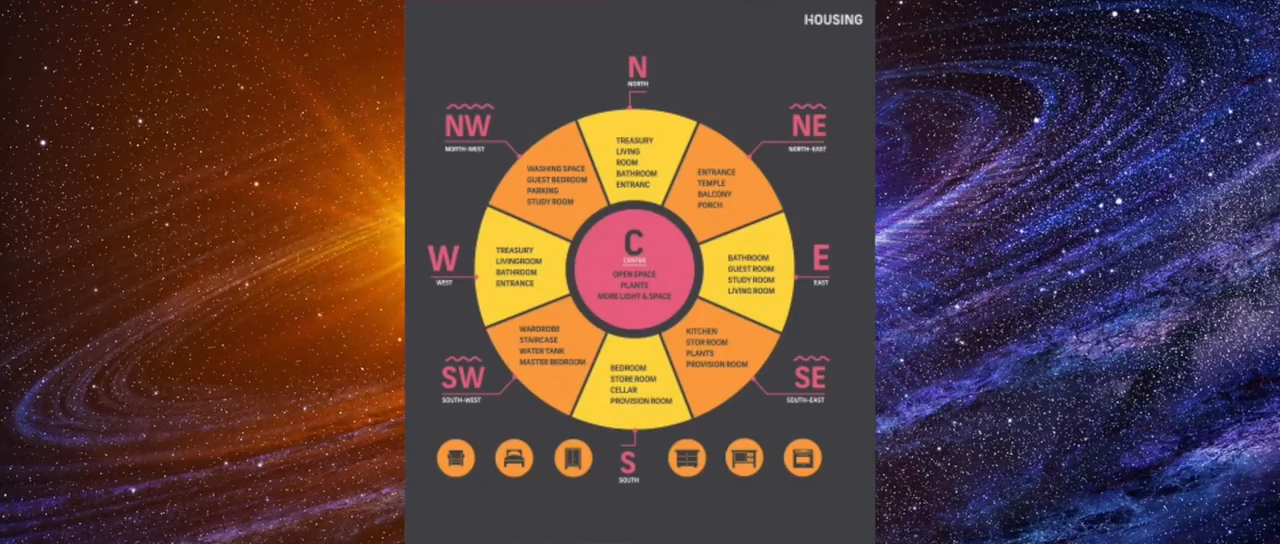 HOUSING
N
NORTH
NW
NORTH-WEST
NE
NORTH-EAST
TREASURY
LIVING
ROOM
BATHROOM
ENTRANC
WASHING SPACE
GUEST BEDROOM
PARKING
STUDY ROOM
ENTRANCE
TEMPLE
BALCONY
PORCH
W
WEST
TREASURY
LIVINGROOM
BATHROOM
ENTRANCE
C
CENTER
OPEN SPACE
PLANTS
MORE LIGHT & SPACE
BATHROOM
GUEST ROOM
STUDY ROOM
LIVING ROOM
E
EAST
WARDROBE
STAIRCASE
WATER TANK
MASTER BEDROOM
KITCHEN
STOR ROOM
PLANTS
PROVISION ROOM
SW
SOUTH-WEST
BEDROOM
STORE ROOM
CELLAR
PROVISION ROOM
SE
SOUTH-EAST
S
SOUTH